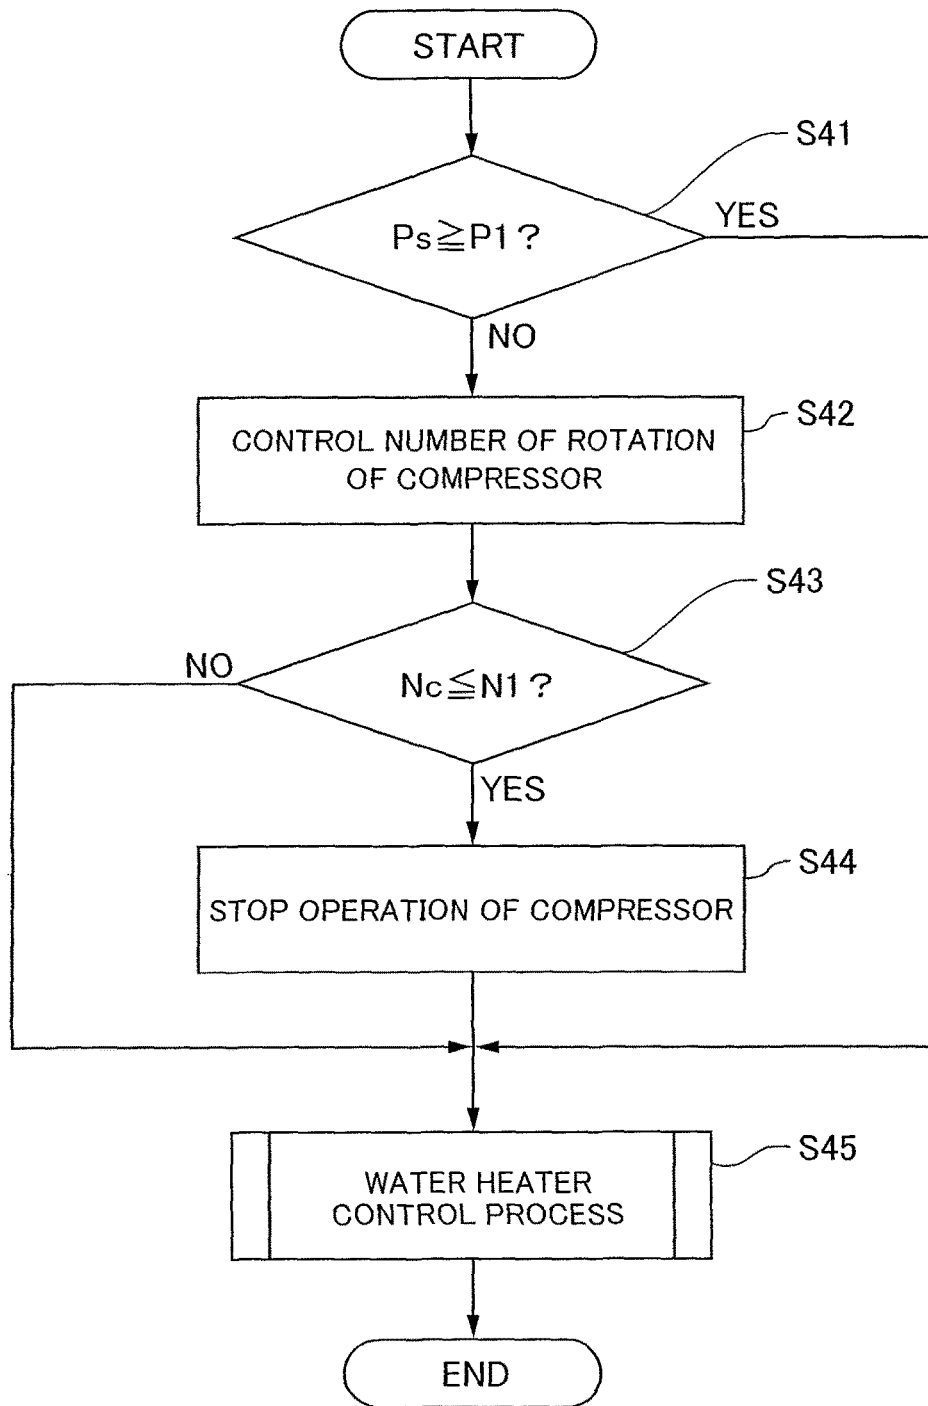 START
S41
Ps≧P1?
YES
NO
S42
CONTROL NUMBER OF ROTATION
OF COMPRESSOR
S43
NO
Nc≦N1?
YES
S44
STOP OPERATION OF COMPRESSOR
S45
WATER HEATER
CONTROL PROCESS
END